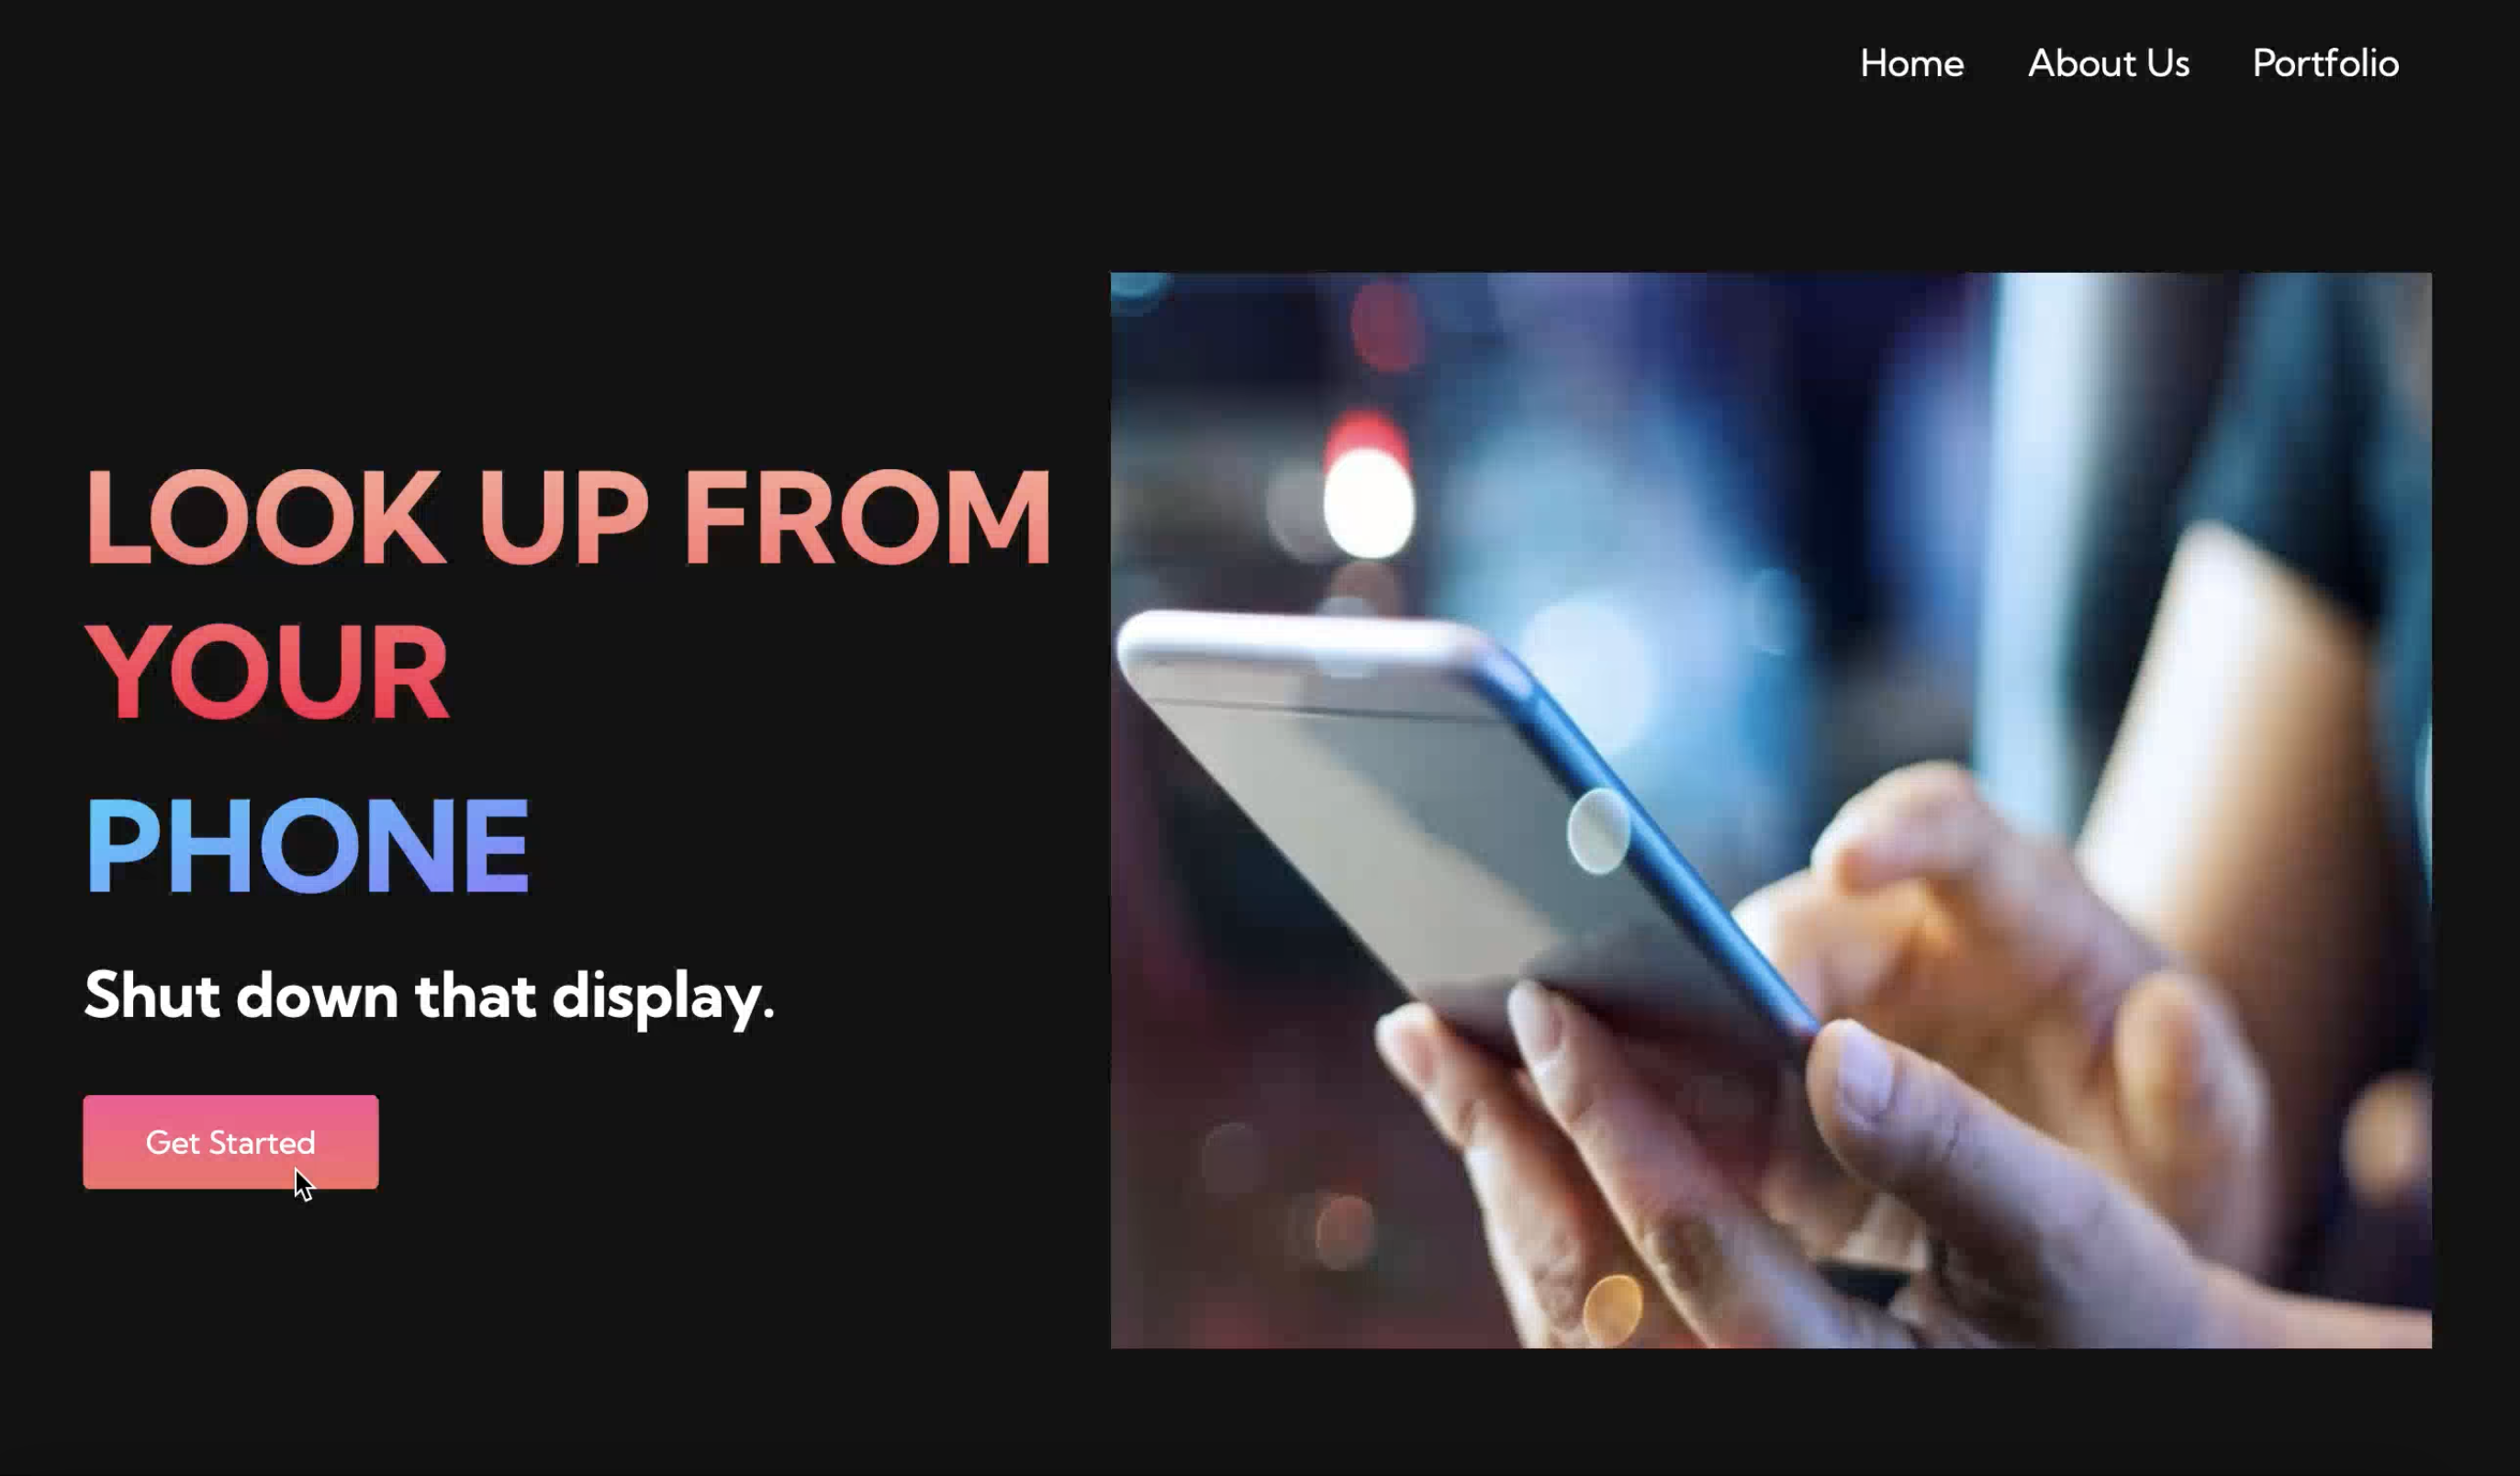 Home About Us Portfolio
LOOK UP FROM
YOUR
PHONE
Shut down that display.
Get Started